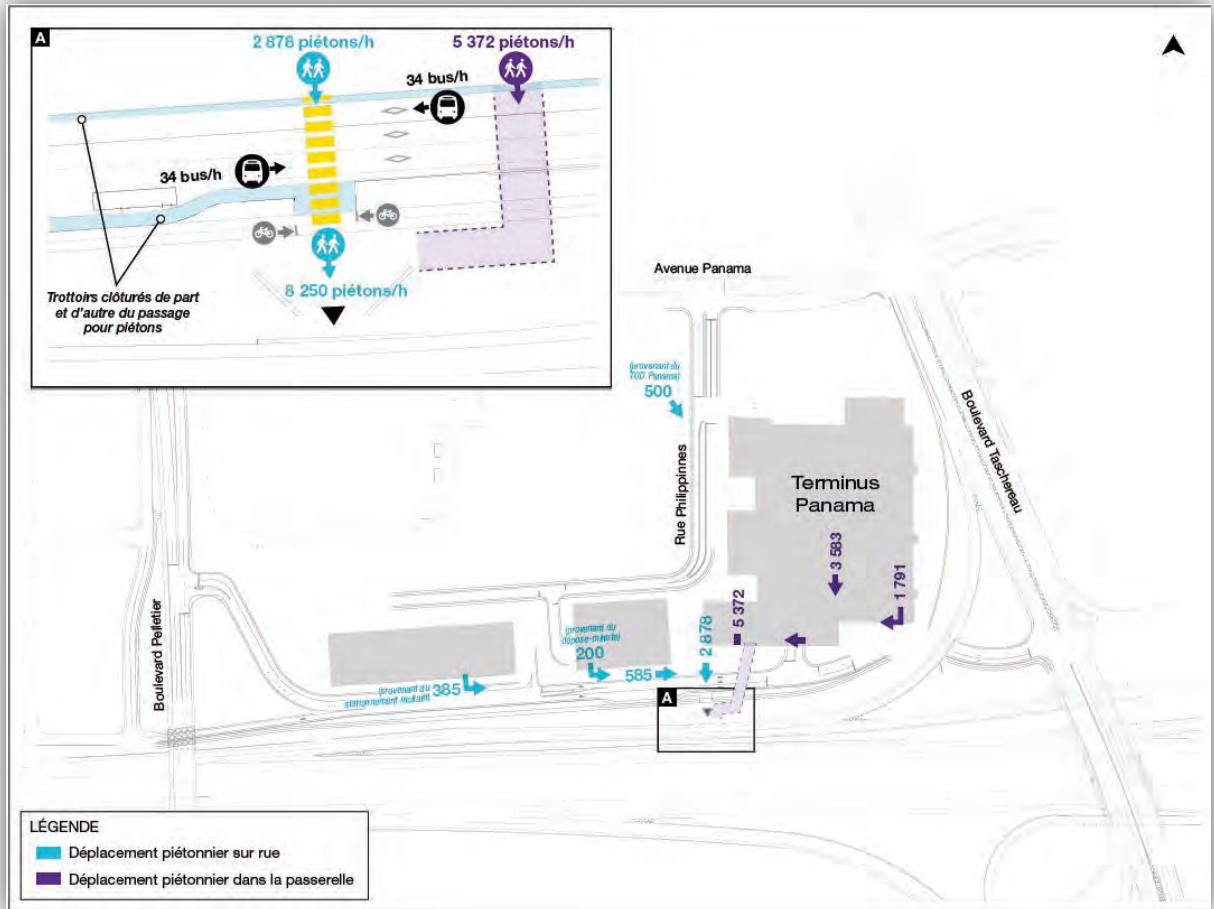 A
2 878 piétons/h
5 372 piétons/h
34 bus/h
34 bus/h
8 250 piétons/h
Trottoirs clôturés de part
et d'autre du passage
pour piétons
Avenue Panama
(provenant du
TOD Panama)
500
Rue Philippinnes
Boulevard Taschereau
Terminus
Panama
3 583
1 791
5 372
2 878
(provenant du
dépose-minute)
200
585
(provenant du
stationnement incitatif)
385
Boulevard Pelletier
A
LÉGENDE
Déplacement piétonnier sur rue
Déplacement piétonnier dans la passerelle